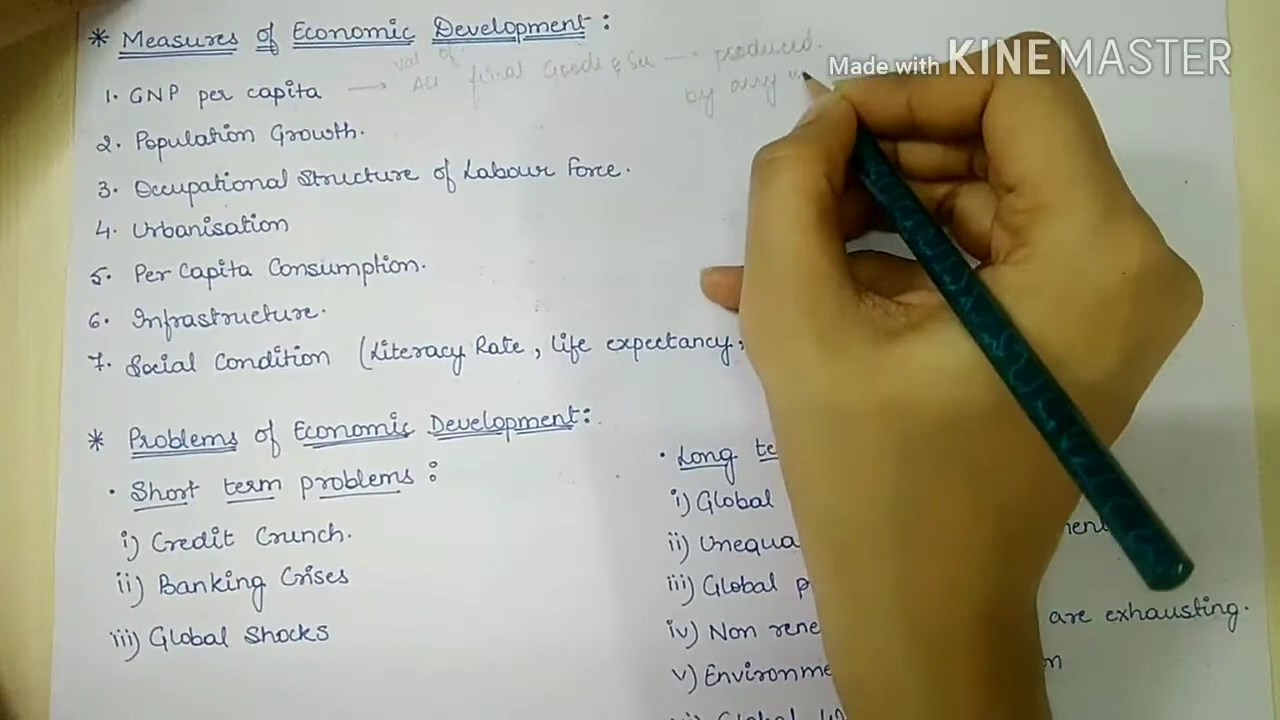 * Measures of Economic Development :
Made with KINEMASTER
1. GNP per capita → val of All final Goods & Se — produced.
by any
2. Population Growth.
3. Occupational Structure of Labour Force.
4. Urbanisation
5. Per Capita Consumption.
6. Infrastructure.
7. Social Condition (Literacy Rate, life expectancy,
* Problems of Economic Development :
• Short term problems :
i) Credit Crunch.
ii) Banking Crises
iii) Global Shocks
• Long te
i) Global
ii) Unequa
iii) Global p
iv) Non rene are exhausting.
v) Environme